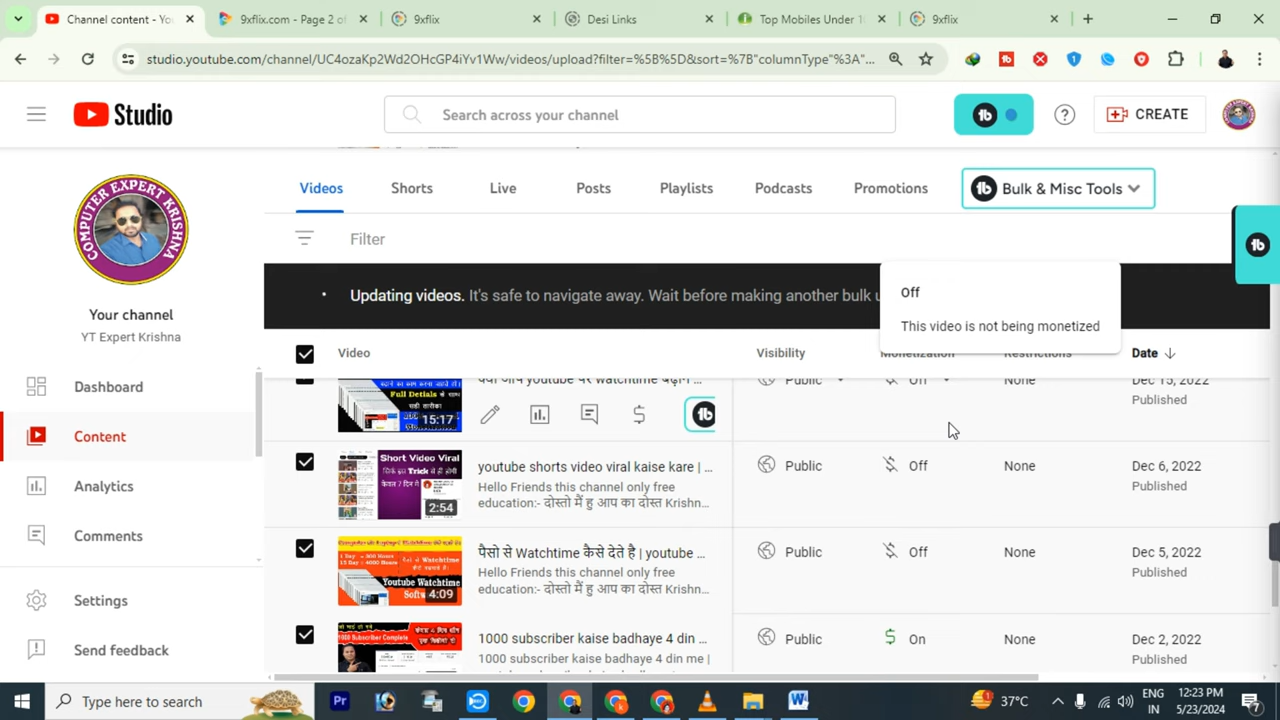 Channel content - Yo
9xflix.com - Page 2 of
9xflix
Desi Links
Top Mobiles Under 1
9xflix
studio.youtube.com/channel/UC4ozaKp2Wd2OHcGP4iYv1Ww/videos/upload?filter=%5B%5D&sort=%7B"columnType"%3A"...
Studio
Search across your channel
CREATE
COMPUTER EXPERT KRISHNA
Your channel
YT Expert Krishna
Dashboard
Content
Analytics
Comments
Settings
Send feedback
Videos Shorts Live Posts Playlists Podcasts Promotions Bulk & Misc Tools
Filter
Updating videos. It's safe to navigate away. Wait before making another bulk u
Off
This video is not being monetized
Video Visibility Monetization Restrictions Date
Public Off None Dec 15, 2022
Published
Full Detials से साथ
सही तरीका
15:17
Short Video Viral
2:54
youtube shorts video viral kaise kare | ...
Hello Friends this channel only free
education:- दोस्तो मैं हु आप का दोस्त Krishn...
Public Off None Dec 6, 2022
Published
Youtube Watchtime
4:09
पैसो से Watchtime कैसे देते है | youtube ...
Hello Friends this channel only free
education:- दोस्तो मैं हु आप का दोस्त Krishn...
Public Off None Dec 5, 2022
Published
1000 Subscriber Complete
1000 subscriber kaise badhaye 4 din ...
1000 subscriber kaise badhaye 4 din me |
Public On None Dec 2, 2022
Published
Type here to search
37°C
ENG
IN
12:23 PM
5/23/2024